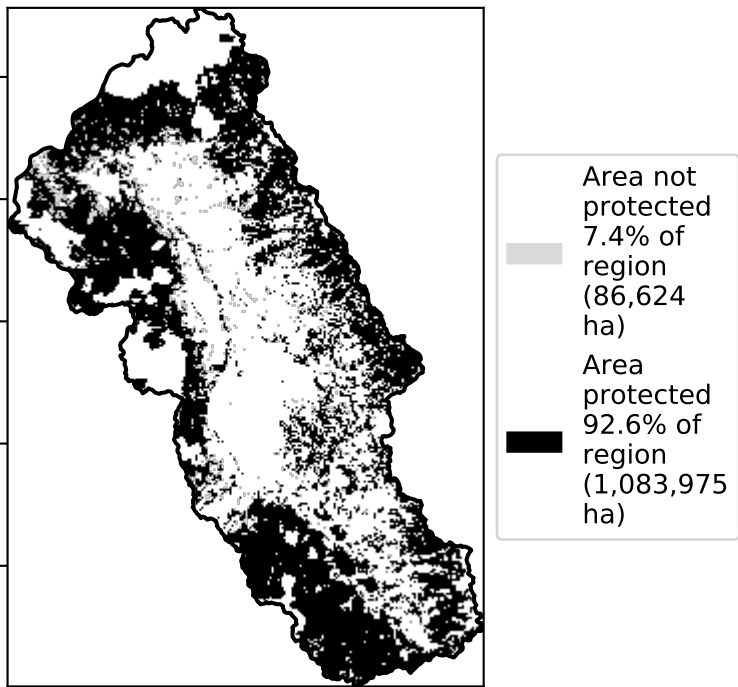 Area not
protected
7.4% of
region
(86,624
ha)
Area
protected
92.6% of
region
(1,083,975
ha)